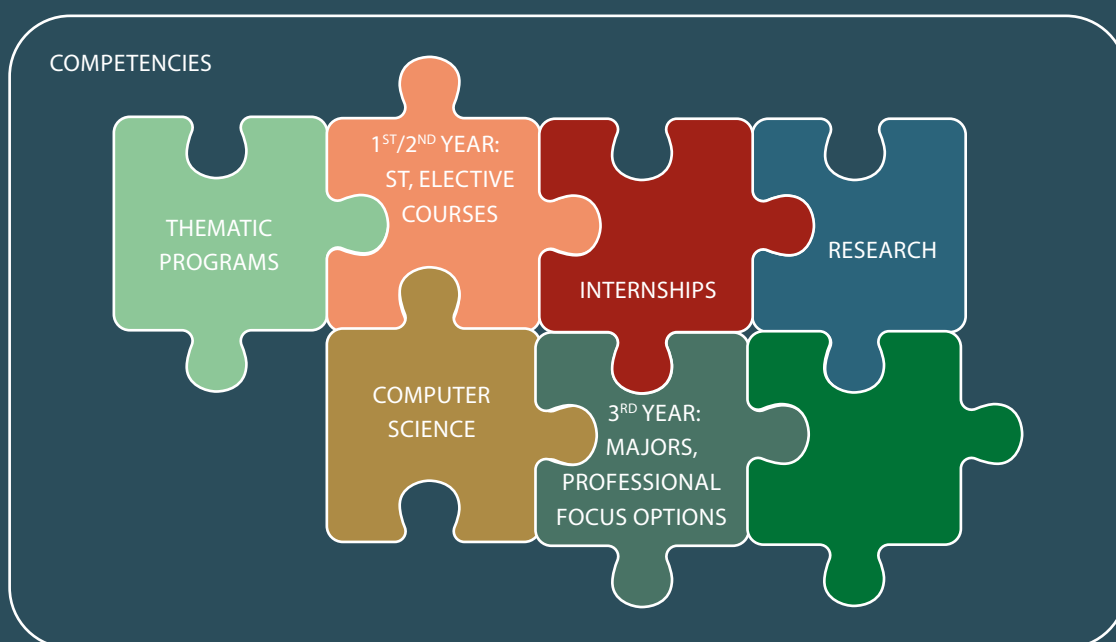 COMPETENCIES
THEMATIC
PROGRAMS
1ST/2ND YEAR:
ST, ELECTIVE
COURSES
INTERNSHIPS
RESEARCH
COMPUTER
SCIENCE
3RD YEAR:
MAJORS,
PROFESSIONAL
FOCUS OPTIONS